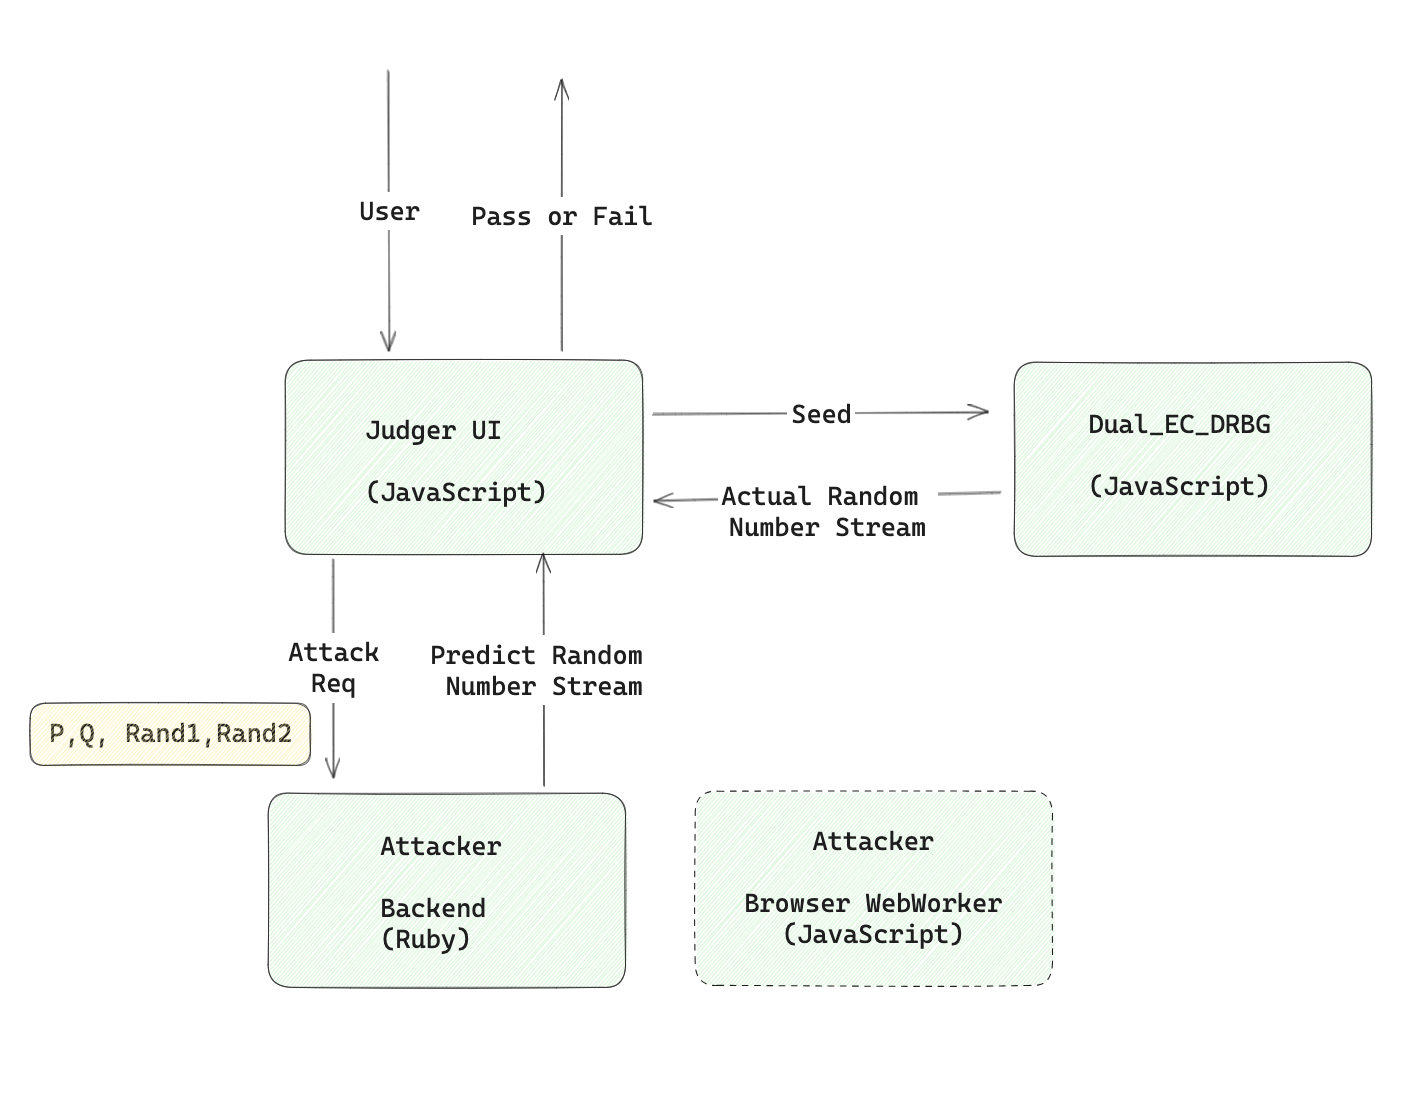 User
Pass or Fail
Judger UI
(JavaScript)
Seed
Actual Random
Number Stream
Dual_EC_DRBG
(JavaScript)
Attack
Req
Predict Random
Number Stream
P,Q, Rand1,Rand2
Attacker
Backend
(Ruby)
Attacker
Browser WebWorker
(JavaScript)